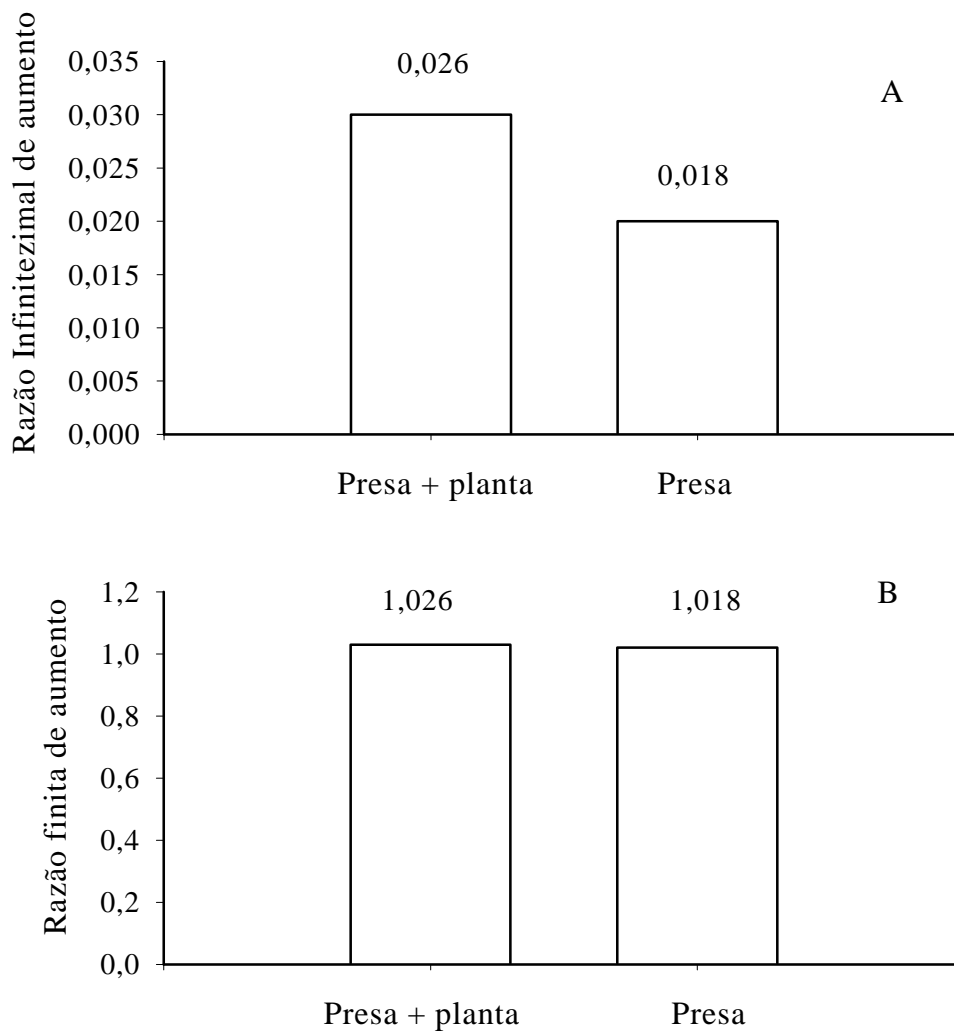 Razão Infinitezimal de aumento
0,035
0,030
0,025
0,020
0,015
0,010
0,005
0,000
0,026
0,018
A
Presa + planta
Presa
Razão finita de aumento
1,2
1,0
0,8
0,6
0,4
0,2
0,0
1,026
1,018
B
Presa + planta
Presa